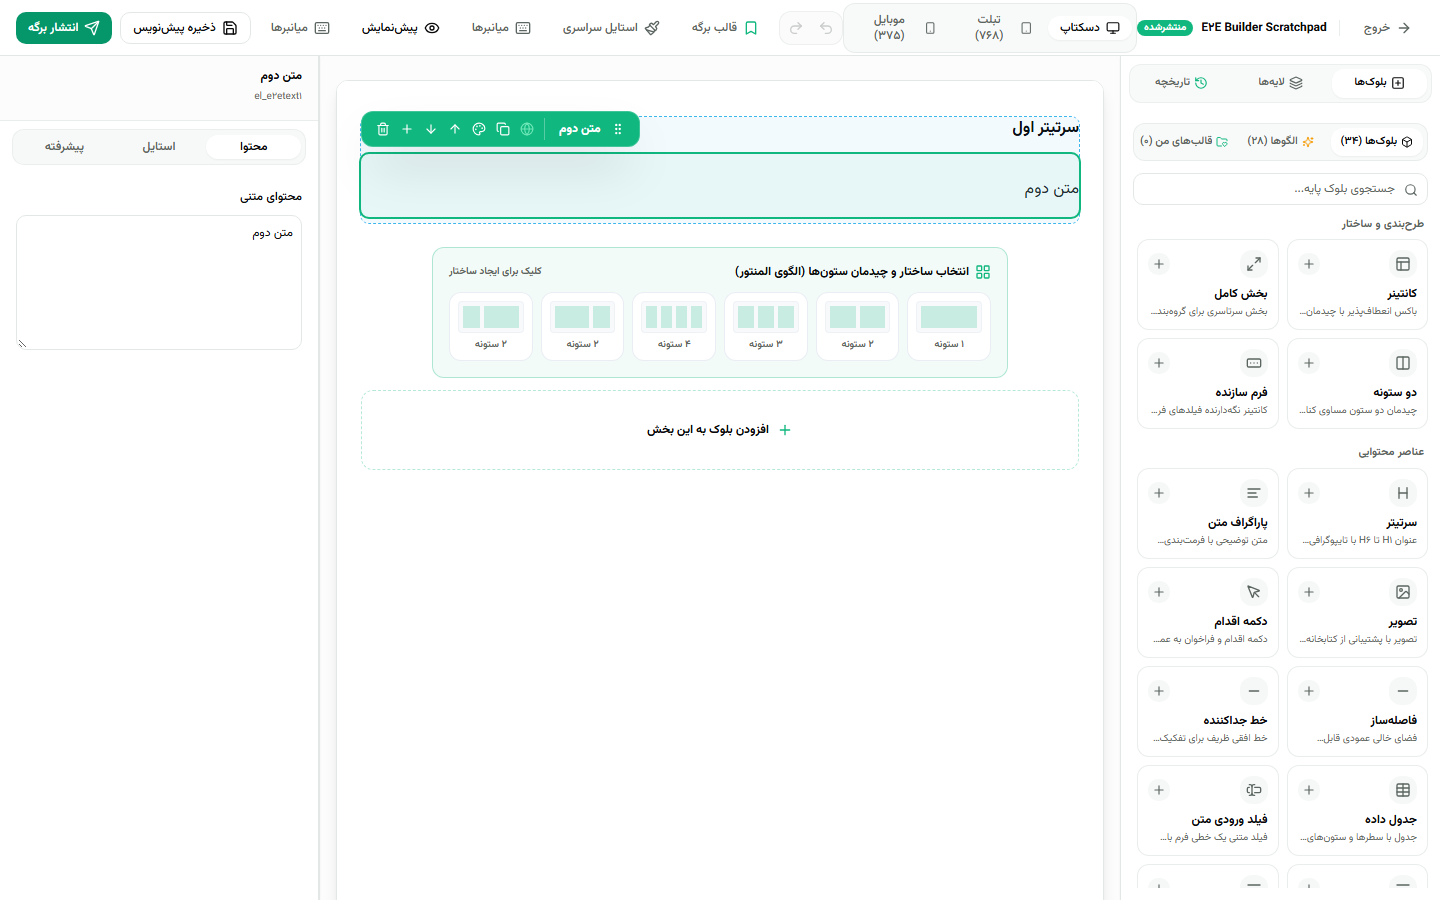 خروج
E2E Builder Scratchpad
منتشرشده
دسکتاپ
تبلت (۷۶۸)
موبایل (۳۷۵)
قالب برگه
استایل سراسری
میانبرها
پیش‌نمایش
میانبرها
ذخیره پیش‌نویس
انتشار برگه
بلوک‌ها
لایه‌ها
تاریخچه
بلوک‌ها (۳۴)
الگوها (۲۸)
قالب‌های من (۰)
جستجوی بلوک پایه...
طرح‌بندی و ساختار
کانتینر
باکس انعطاف‌پذیر با چیدمان...
بخش کامل
بخش سرتاسری برای گروه‌بند...
دو ستونه
چیدمان دو ستون مساوی کنا...
فرم سازنده
کانتینر نگه‌دارنده فیلدهای فر...
عناصر محتوایی
سرتیتر
عنوان H۱ تا H۶ با تایپوگرافی...
پاراگراف متن
متن توضیحی با فرمت‌بندی...
تصویر
تصویر با پشتیبانی از کتابخانه...
دکمه اقدام
دکمه اقدام و فراخوان به عمـ...
فاصله‌ساز
فضای خالی عمودی قابل...
خط جداکننده
خط افقی ظریف برای تفکیک...
جدول داده
جدول با سطرها و ستون‌های...
فیلد ورودی متن
فیلد متنی یک خطی فرم با...
سرتیتر اول
متن دوم
متن دوم
انتخاب ساختار و چیدمان ستون‌ها (الگوی المنتور)
کلیک برای ایجاد ساختار
۱ ستونه
۲ ستونه
۳ ستونه
۴ ستونه
۲ ستونه
۲ ستونه
افزودن بلوک به این بخش
متن دوم
el_e۲etext۱
محتوا
استایل
پیشرفته
محتوای متنی
متن دوم